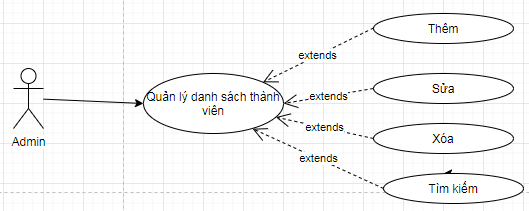 Thêm
extends
Sửa
extends
Quản lý danh sách thành
viên
extends
Xóa
Admin
extends
Tìm kiếm